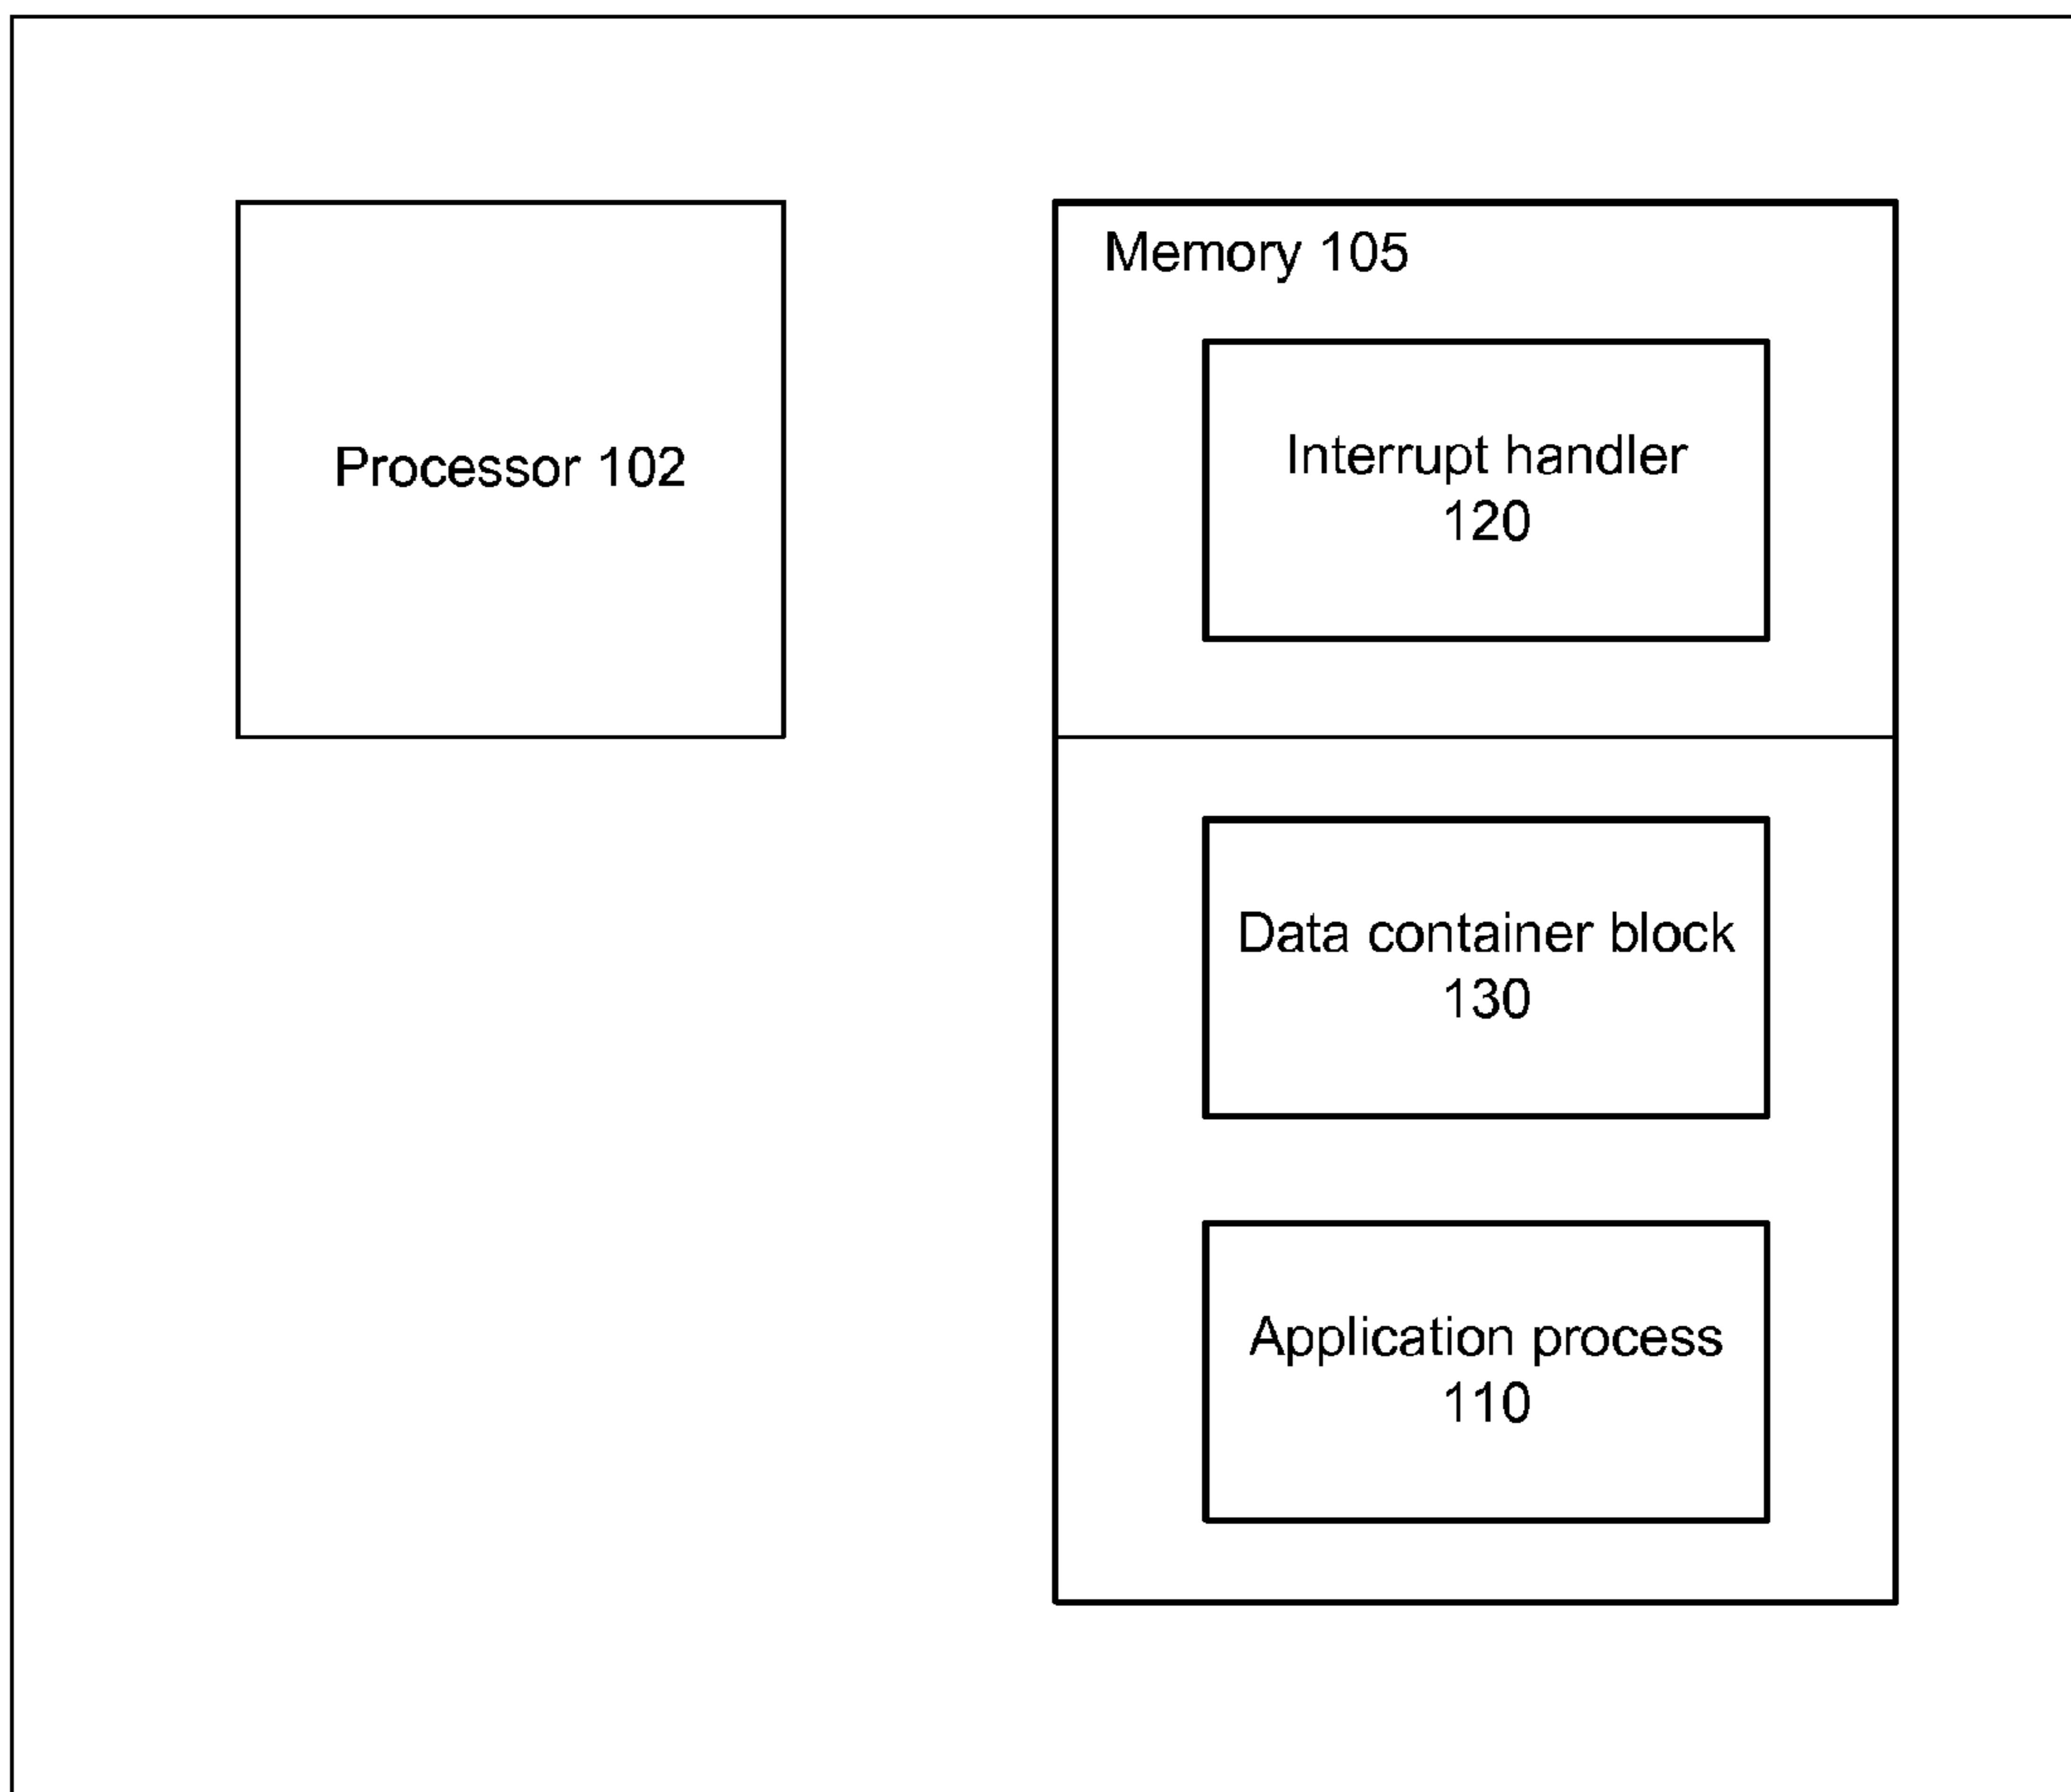 Processor 102
Memory 105
Interrupt handler
120
Data container block
130
Application process
110